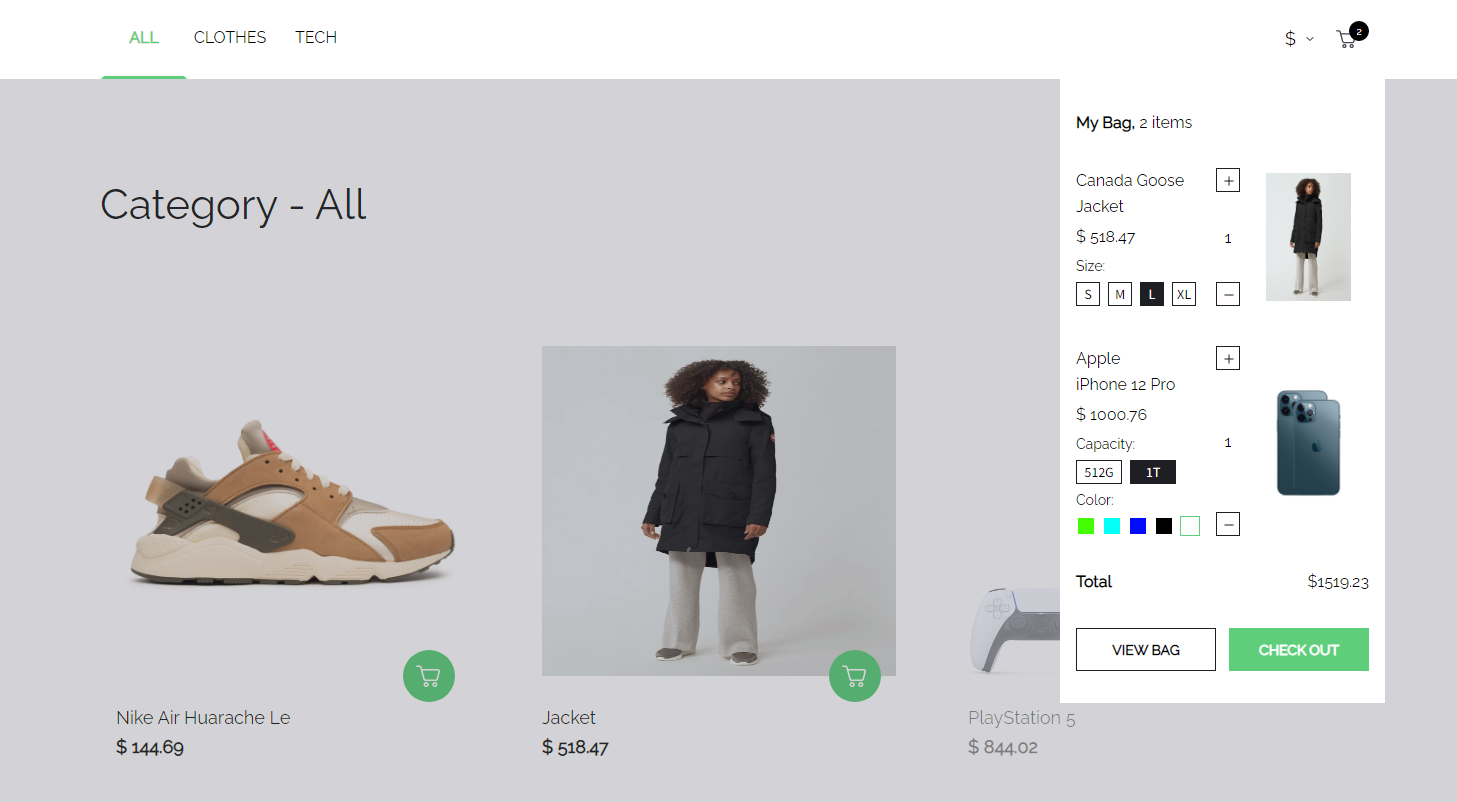 ALL CLOTHES TECH $ 2
My Bag, 2 items
Category - All
Canada Goose
Jacket
$ 518.47
1
Size:
S M L XL
Apple
iPhone 12 Pro
$ 1000.76
Capacity:
1
512G 1T
Color:
Total $1519.23
VIEW BAG CHECK OUT
Nike Air Huarache Le
$ 144.69
Jacket
$ 518.47
PlayStation 5
$ 844.02